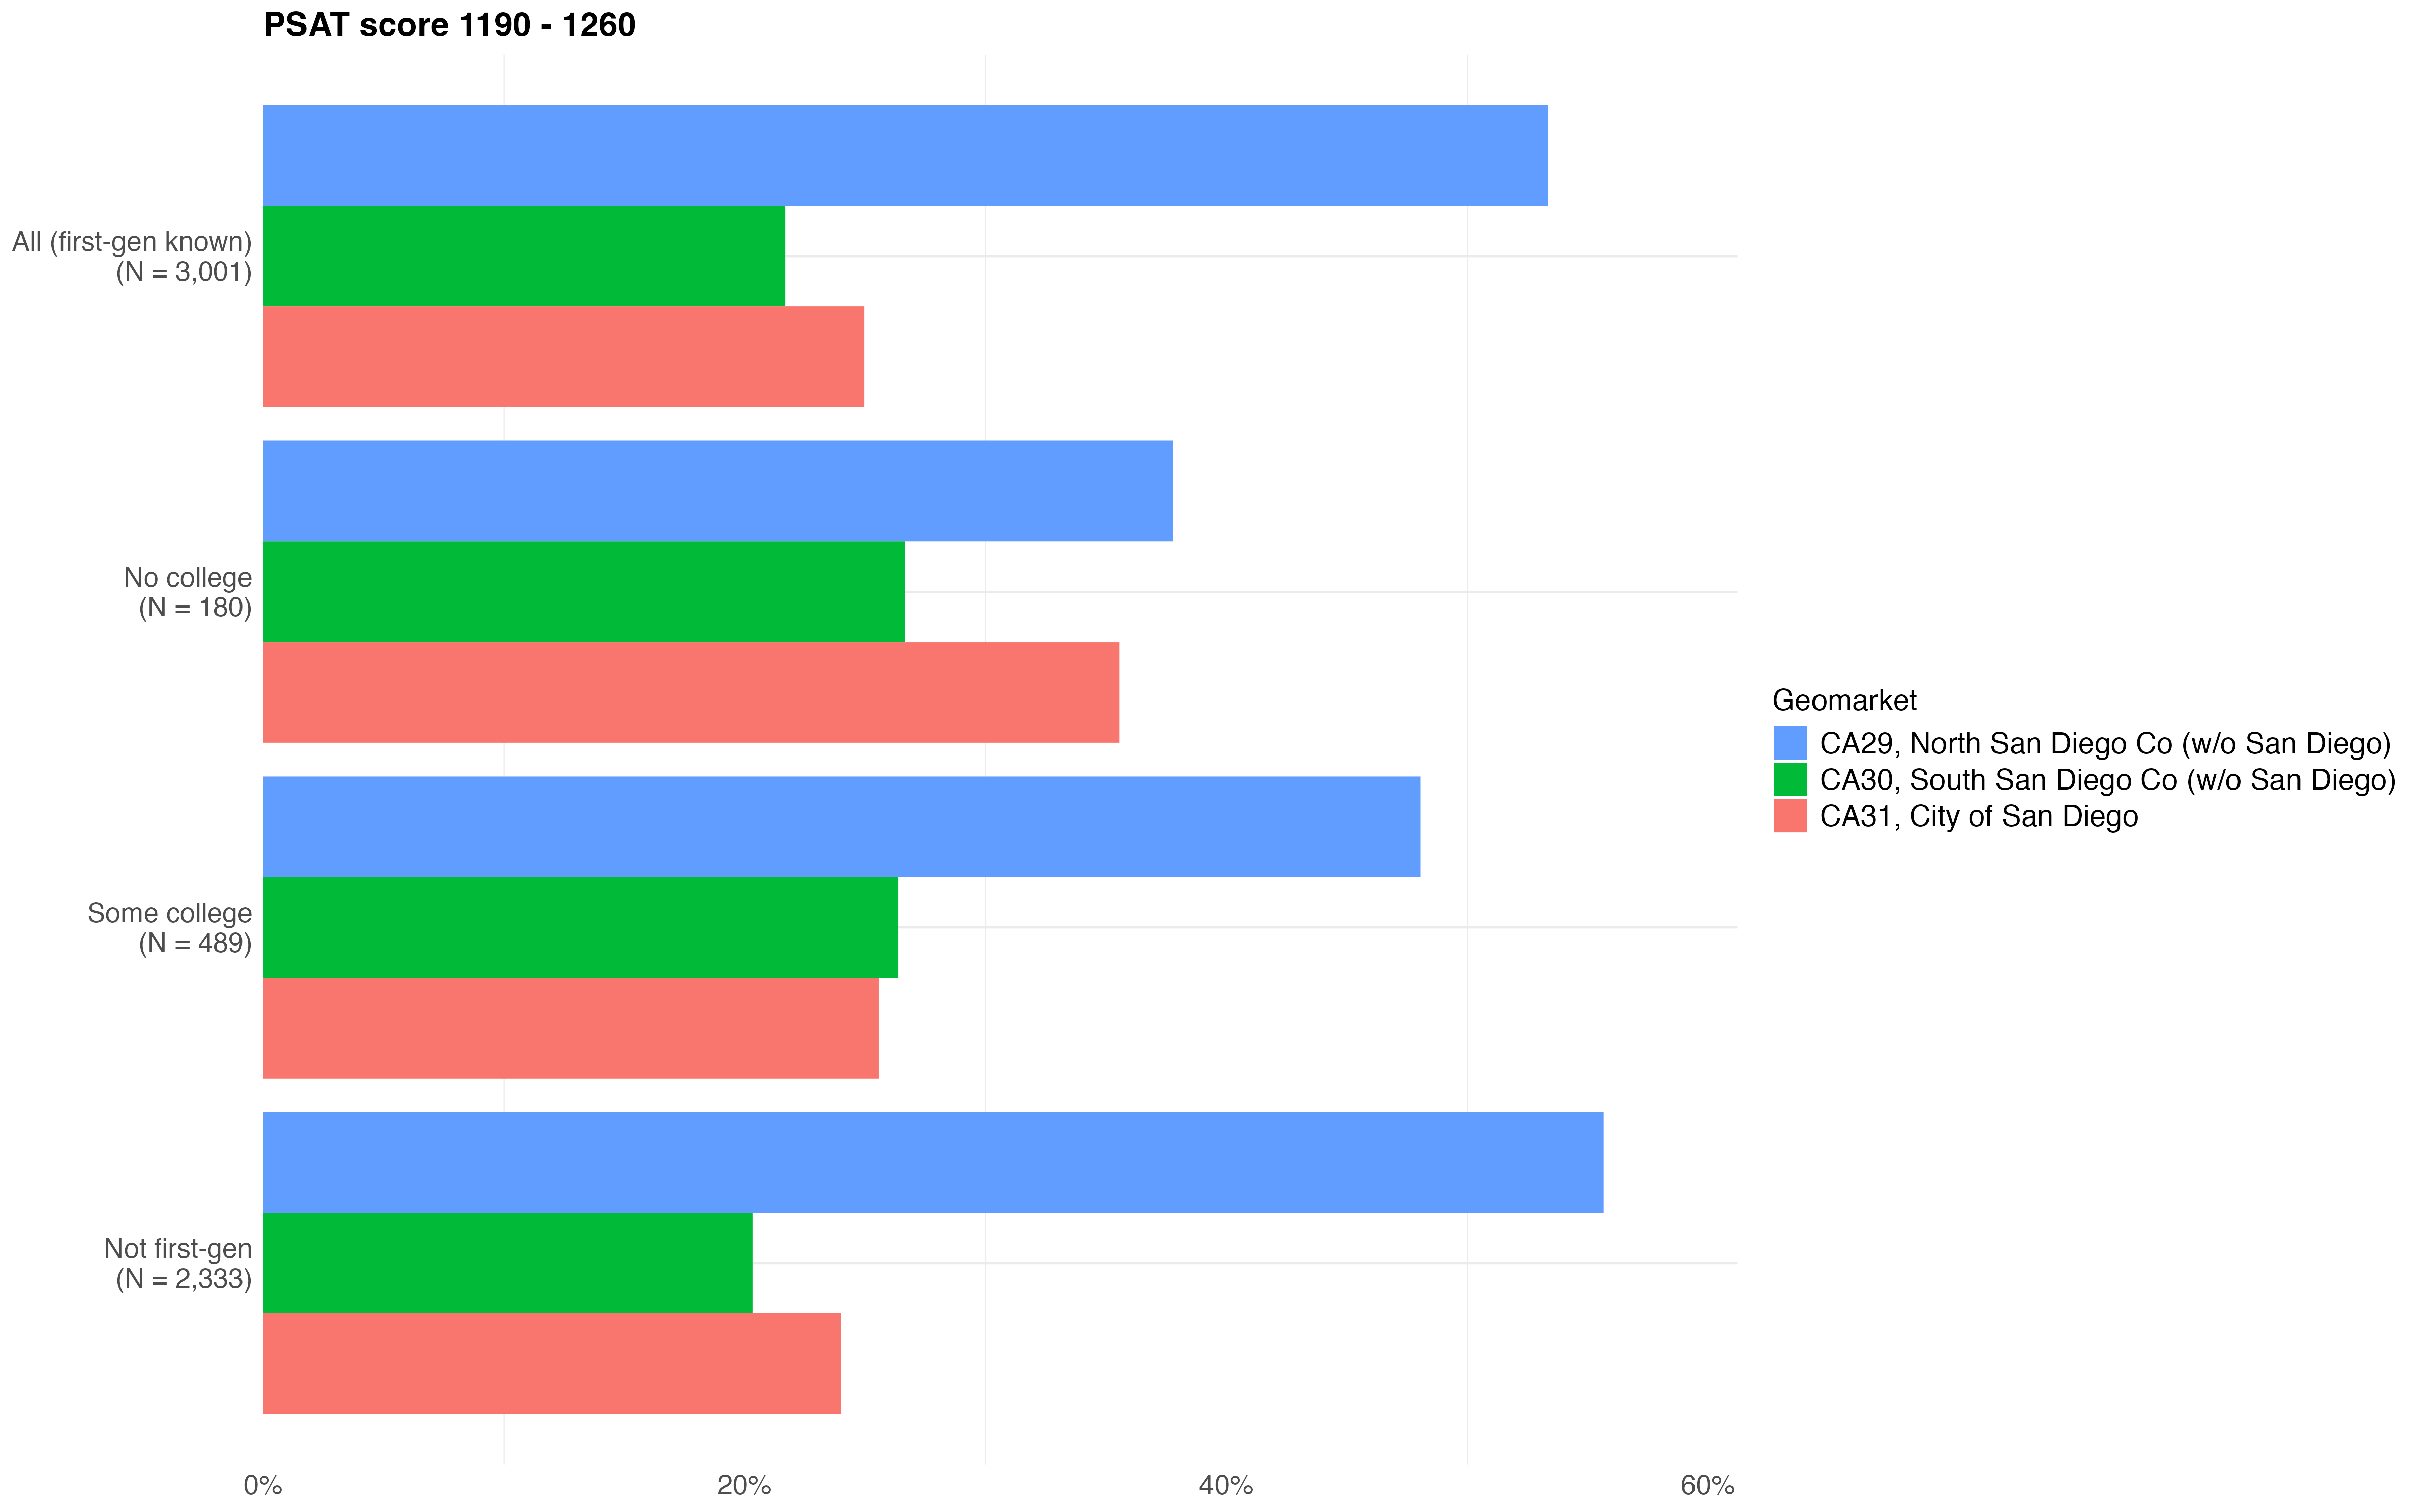 PSAT score 1190 - 1260
All (first-gen known)
(N = 3,001)
No college
(N = 180)
Some college
(N = 489)
Not first-gen
(N = 2,333)
0%
20%
40%
60%
Geomarket
CA29, North San Diego Co (w/o San Diego)
CA30, South San Diego Co (w/o San Diego)
CA31, City of San Diego